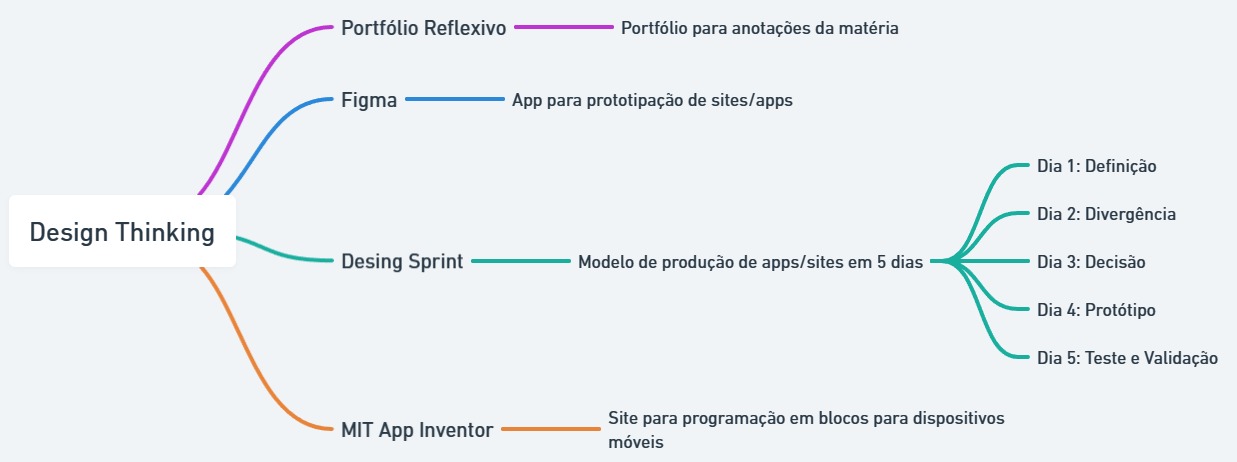 Portfólio Reflexivo
Portfólio para anotações da matéria
Figma
App para prototipação de sites/apps
Design Thinking
Desing Sprint
Modelo de produção de apps/sites em 5 dias
Dia 1: Definição
Dia 2: Divergência
Dia 3: Decisão
Dia 4: Protótipo
Dia 5: Teste e Validação
MIT App Inventor
Site para programação em blocos para dispositivos
móveis